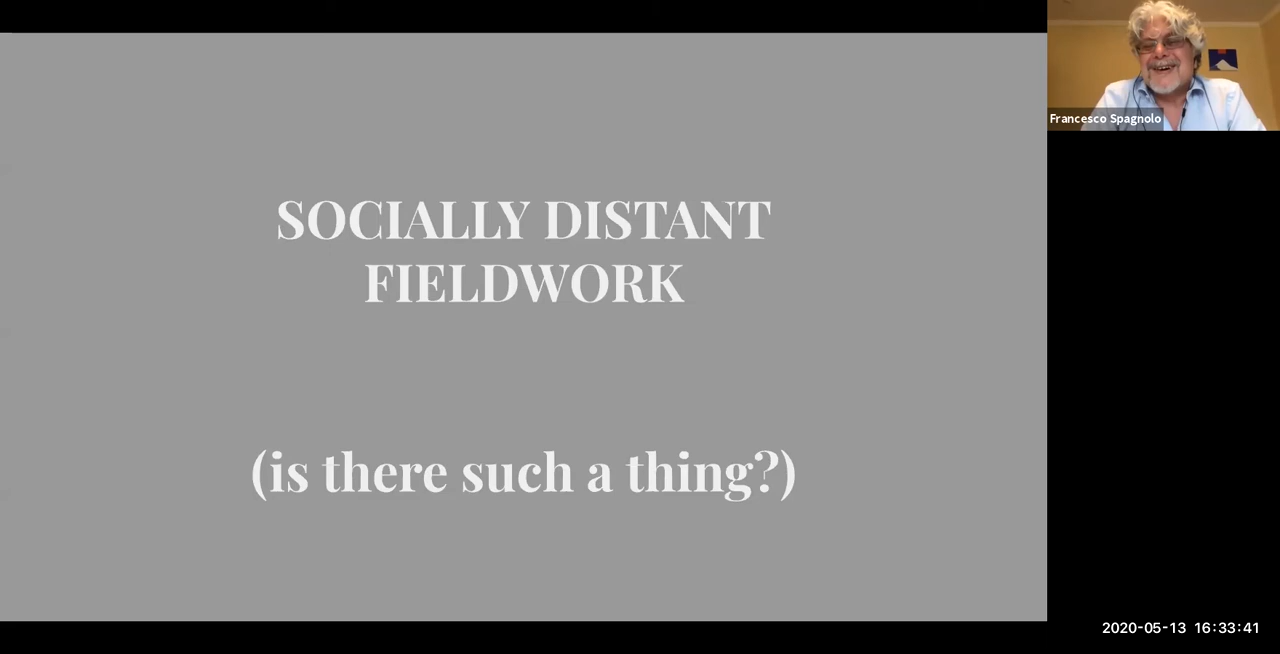 SOCIALLY DISTANT
FIELDWORK
(is there such a thing?)
Francesco Spagnolo
2020-05-13 16:33:41